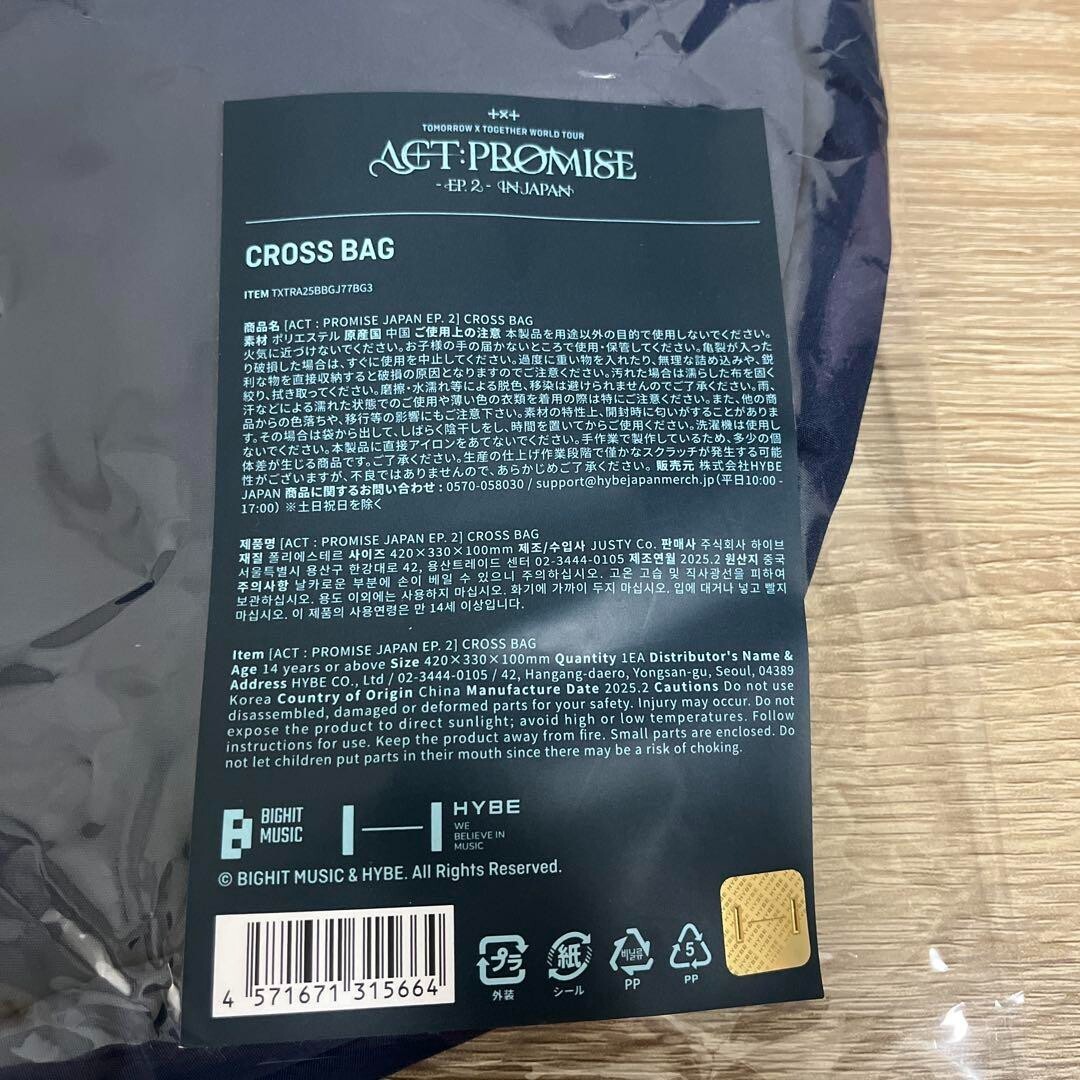 TOMORROW X TOGETHER WORLD TOUR
ACT:PROMISE
- EP. 2 - IN JAPAN
CROSS BAG
ITEM TXTRA25BBGJ77BG3
商品名 [ACT : PROMISE JAPAN EP. 2] CROSS BAG
素材 ポリエステル 原産国 中国 ご使用上の注意 本製品を用途以外の目的で使用しないでください。
火気に近づけないでください。お子様の手の届かないところで使用・保管してください。亀裂が入った
り破損した場合は、すぐに使用を中止してください。過度に重い物を入れたり、無理な詰め込みや、鋭
利な物を直接収納すると破損の原因となりますのでご注意ください。汚れた場合は濡らした布を固く
絞り、拭き取ってください。磨擦・水濡れ等による脱色、移染は避けられませんのでご了承ください。雨、
汗などによる濡れた状態でのご使用や薄い色の衣類を着用の際は特にご注意ください。また、他の商
品からの色落ちや、移行等の影響にもご注意下さい。素材の特性上、開封時に匂いがすることがありま
す。その場合は袋から出して、しばらく陰干しをし、時間を置いてからご使用ください。洗濯機は使用し
ないでください。本製品に直接アイロンをあてないでください。手作業で製作しているため、多少の個
体差が生じる商品です。ご了承ください。生産の仕上げ作業段階で僅かなスクラッチが発生する可能
性がございますが、不良ではありませんので、あらかじめご了承ください。 販売元 株式会社HYBE
JAPAN 商品に関するお問い合わせ : 0570-058030 / support@hybejapanmerch.jp(平日10:00 -
17:00) ※土日祝日を除く
제품명 [ACT : PROMISE JAPAN EP. 2] CROSS BAG
재질 폴리에스테르 사이즈 420×330×100mm 제조/수입사 JUSTY Co. 판매사 주식회사 하이브
서울특별시 용산구 한강대로 42, 용산트레이드 센터 02-3444-0105 제조연월 2025.2 원산지 중국
주의사항 날카로운 부분에 손이 베일 수 있으니 주의하십시오. 고온 고습 및 직사광선을 피하여
보관하십시오. 용도 이외에는 사용하지 마십시오. 화기에 가까이 두지 마십시오. 입에 대거나 넣고 빨지
마십시오. 이 제품의 사용연령은 만 14세 이상입니다.
Item [ACT : PROMISE JAPAN EP. 2] CROSS BAG
Age 14 years or above Size 420×330×100mm Quantity 1EA Distributor's Name &
Address HYBE CO., Ltd / 02-3444-0105 / 42, Hangang-daero, Yongsan-gu, Seoul, 04389
Korea Country of Origin China Manufacture Date 2025.2 Cautions Do not use
disassembled, damaged or deformed parts for your safety. Injury may occur. Do not
expose the product to direct sunlight; avoid high or low temperatures. Follow
instructions for use. Keep the product away from fire. Small parts are enclosed. Do
not let children put parts in their mouth since there may be a risk of choking.
BIGHIT
MUSIC
HYBE
WE
BELIEVE IN
MUSIC
© BIGHIT MUSIC & HYBE. All Rights Reserved.
4 571671 315664
プラ
外装
紙
シール
비닐류
PP
5
PP
HYBE